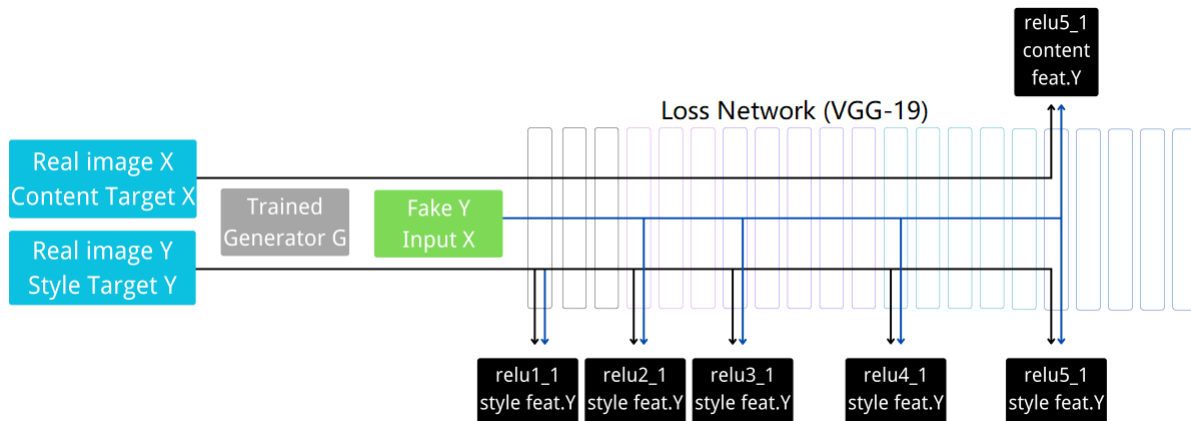 relu5_1
content
feat.Y
Loss Network (VGG-19)
Real image X
Content Target X
Trained
Generator G
Fake Y
Input X
Real image Y
Style Target Y
relu1_1
style feat.Y
relu2_1
style feat.Y
relu3_1
style feat.Y
relu4_1
style feat.Y
relu5_1
style feat.Y